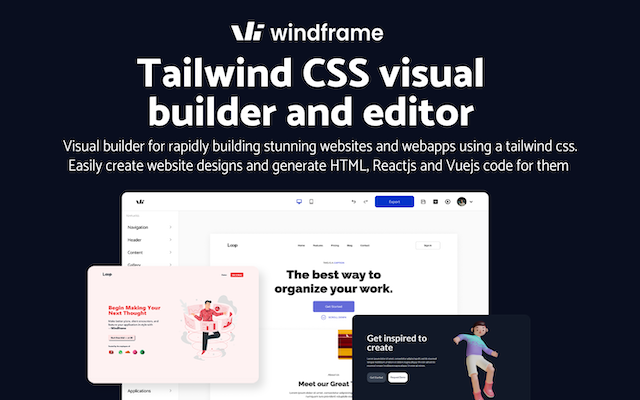 windframe
Tailwind CSS visual
builder and editor
Visual builder for rapidly building stunning websites and webapps using a tailwind css.
Easily create website designs and generate HTML, Reactjs and Vuejs code for them
Export
Navigation
Header
Content
Gallery
Loop
Home Features Pricing Blog Contact
Sign In
The best way to
organize your work.
Get Started
Meet our Great T
Applications
Loop
Begin Making Your
Next Thought
Get inspired to
create
Get Started